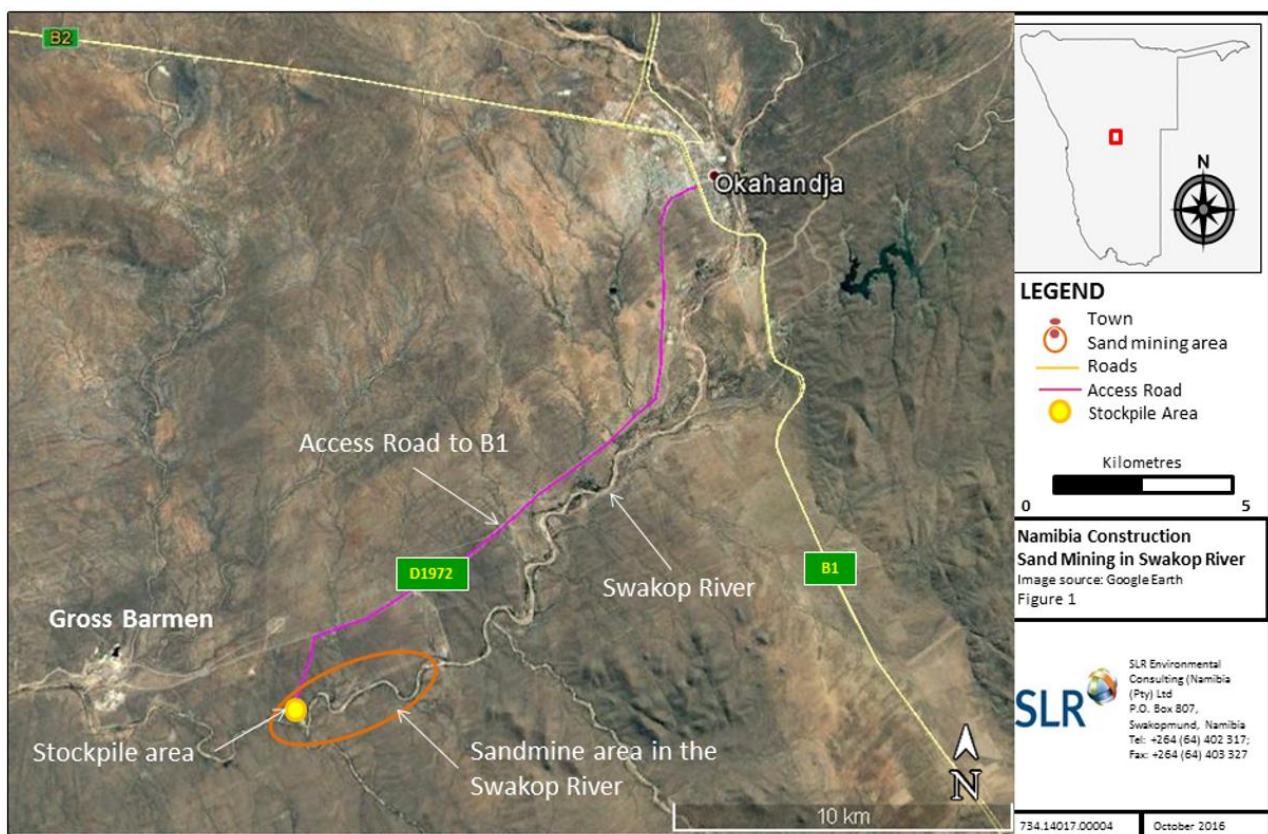 B2
Okahandja
Access Road to B1
D1972
Swakop River
B1
Gross Barmen
Stockpile area
Sandmine area in the
Swakop River
N
10 km
N
LEGEND
Town
Sand mining area
Roads
Access Road
Stockpile Area
Kilometres
0 5
Namibia Construction
Sand Mining in Swakop River
Image source: Google Earth
Figure 1
SLR
SLR Environmental
Consulting (Namibia
(Pty) Ltd
P.O. Box 807,
Swakopmund, Namibia
Tel: +264 (64) 402 317;
Fax: +264 (64) 403 327
734.14017.00004 October 2016